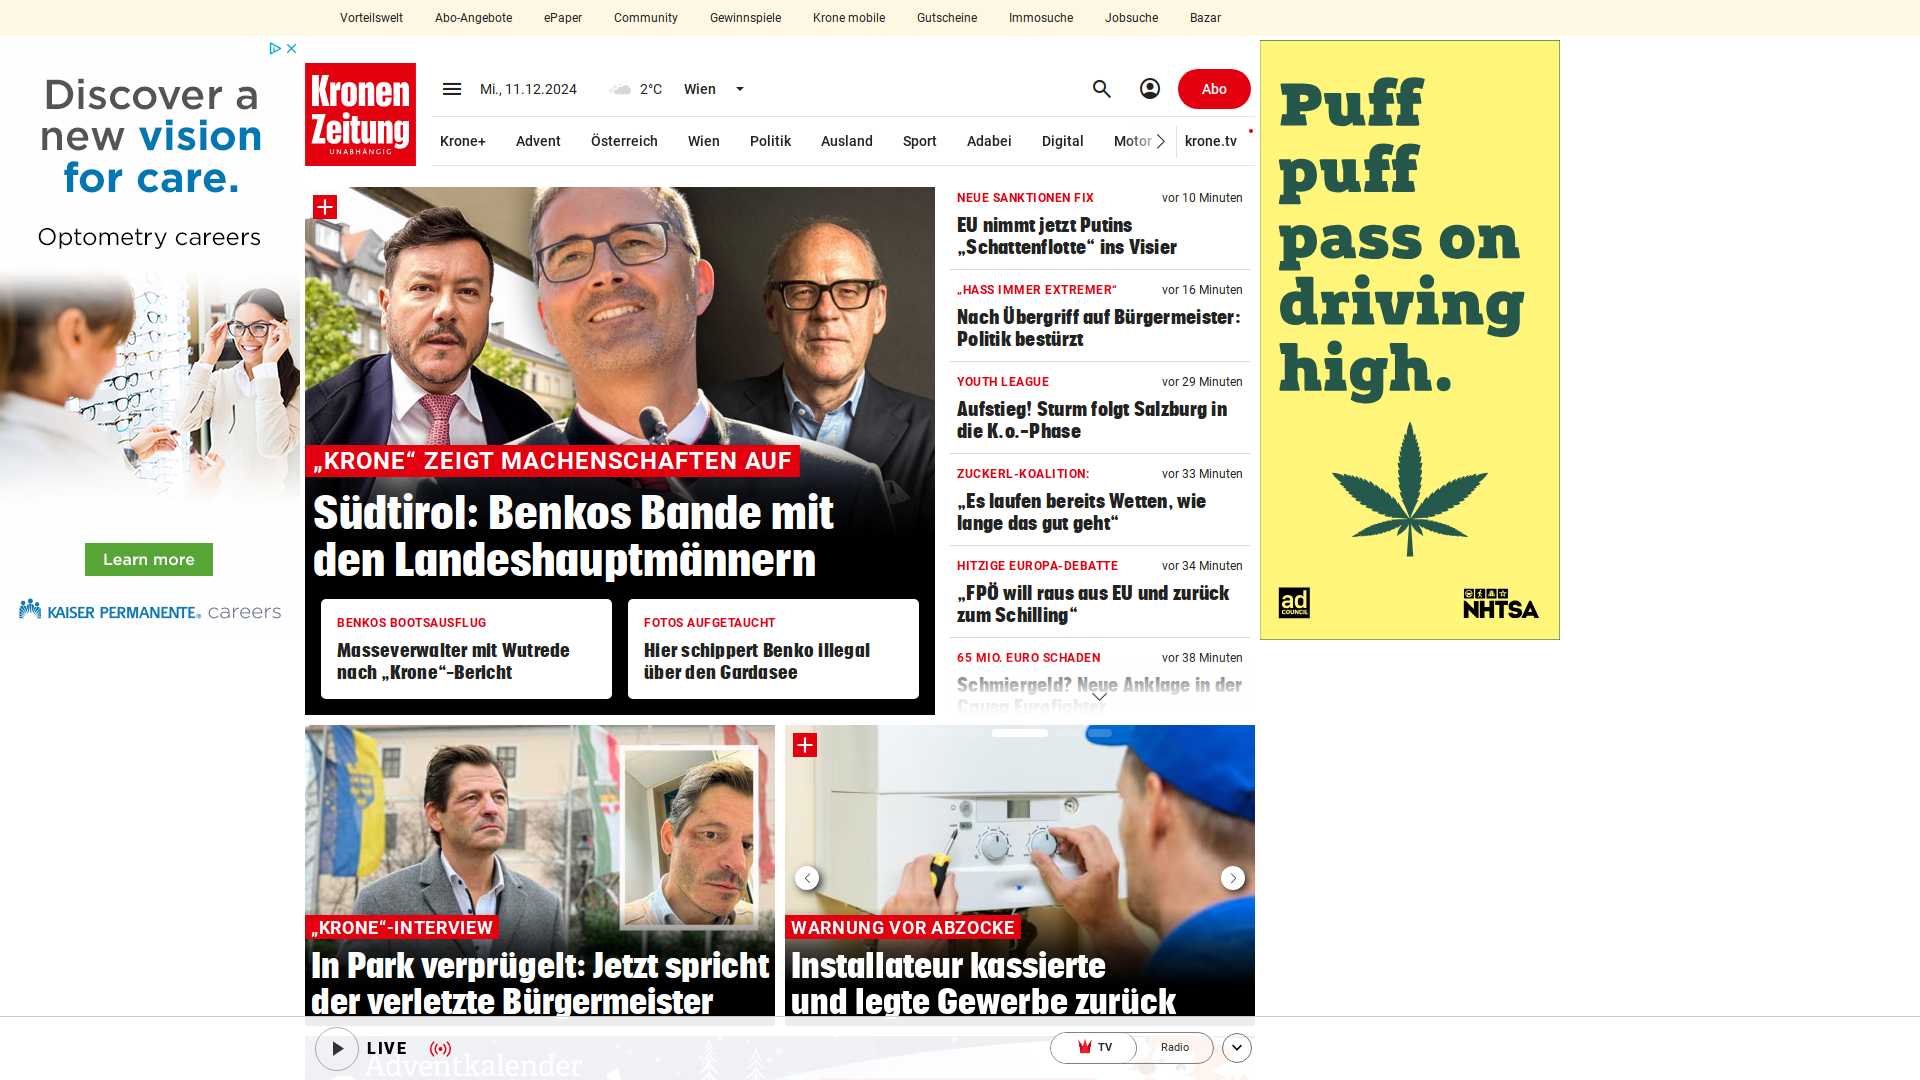 Vorteilswelt
Abo-Angebote
ePaper
Community
Gewinnspiele
Krone mobile
Gutscheine
Immosuche
Jobsuche
Bazar
Discover a
new vision
for care.
Optometry careers
Learn more
KAISER PERMANENTE® careers
Kronen
Zeitung
UNABHÄNGIG
Mi., 11.12.2024
2°C
Wien
Abo
Krone+
Advent
Österreich
Wien
Politik
Ausland
Sport
Adabei
Digital
Motor
krone.tv
„KRONE“ ZEIGT MACHENSCHAFTEN AUF
Südtirol: Benkos Bande mit
den Landeshauptmännern
BENKOS BOOTSAUSFLUG
Masseverwalter mit Wutrede
nach „Krone“-Bericht
FOTOS AUFGETAUCHT
Hier schippert Benko illegal
über den Gardasee
NEUE SANKTIONEN FIX
vor 10 Minuten
EU nimmt jetzt Putins
„Schattenflotte“ ins Visier
„HASS IMMER EXTREMER“
vor 16 Minuten
Nach Übergriff auf Bürgermeister:
Politik bestürzt
YOUTH LEAGUE
vor 29 Minuten
Aufstieg! Sturm folgt Salzburg in
die K.o.-Phase
ZUCKERL-KOALITION:
vor 33 Minuten
„Es laufen bereits Wetten, wie
lange das gut geht“
HITZIGE EUROPA-DEBATTE
vor 34 Minuten
„FPÖ will raus aus EU und zurück
zum Schilling“
65 MIO. EURO SCHADEN
vor 38 Minuten
Schmiergeld? Neue Anklage in der
Causa Eurofighter
Puff
puff
pass on
driving
high.
ad
COUNCIL
NHTSA
„KRONE“-INTERVIEW
In Park verprügelt: Jetzt spricht
der verletzte Bürgermeister
WARNUNG VOR ABZOCKE
Installateur kassierte
und legte Gewerbe zurück
LIVE
TV
Radio
Adventkalender